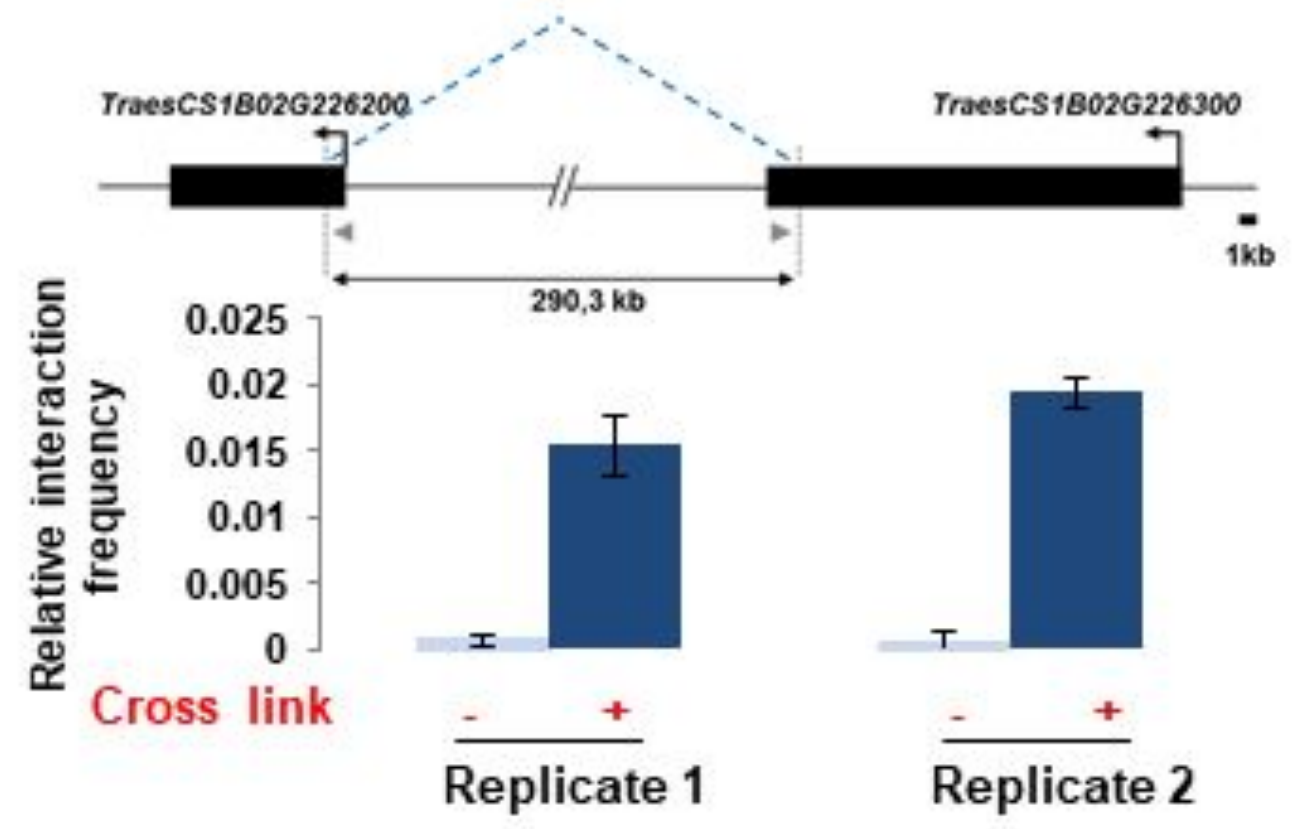 TraesCS1B02G226200
TraesCS1B02G226300
1kb
290,3 kb
Relative interaction
frequency
0.025
0.02
0.015
0.01
0.005
0
Cross link
- +
- +
Replicate 1
Replicate 2